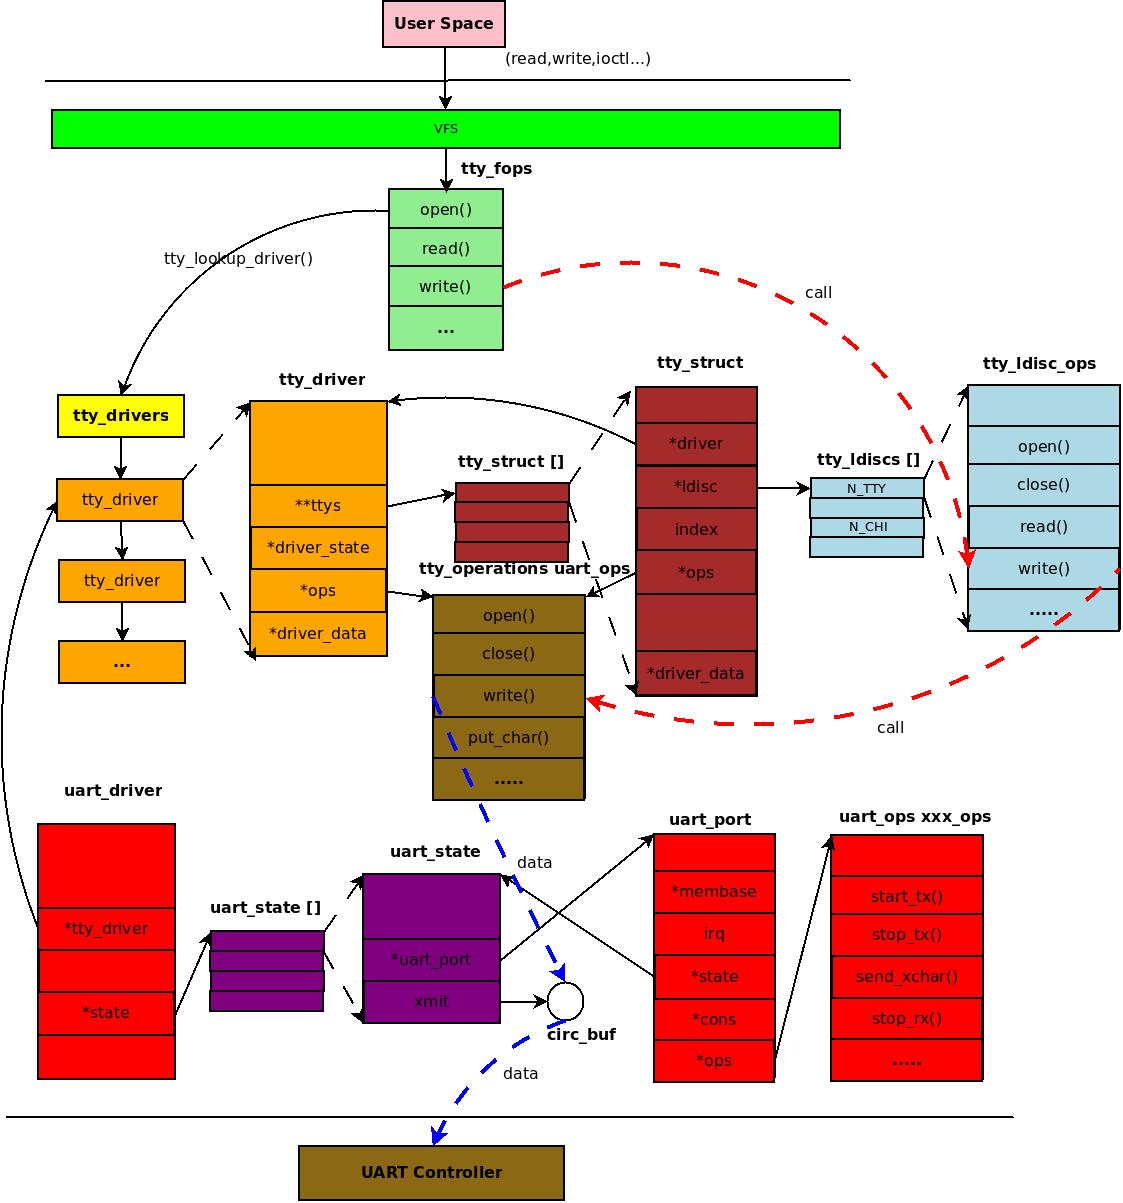 User Space
(read,write,ioctl...)
VFS
tty_fops
open()
read()
write()
...
tty_lookup_driver()
call
tty_drivers
tty_driver
tty_driver
...
tty_driver
**ttys
*driver_state
*ops
*driver_data
tty_struct []
tty_struct
*driver
*ldisc
index
*ops
*driver_data
tty_ldiscs []
N_TTY
N_CHI
tty_ldisc_ops
open()
close()
read()
write()
.....
call
tty_operations uart_ops
open()
close()
write()
put_char()
.....
uart_driver
*tty_driver
*state
uart_state []
uart_state
*uart_port
xmit
data
circ_buf
data
uart_port
*membase
irq
*state
*cons
*ops
uart_ops xxx_ops
start_tx()
stop_tx()
send_xchar()
stop_rx()
.....
UART Controller